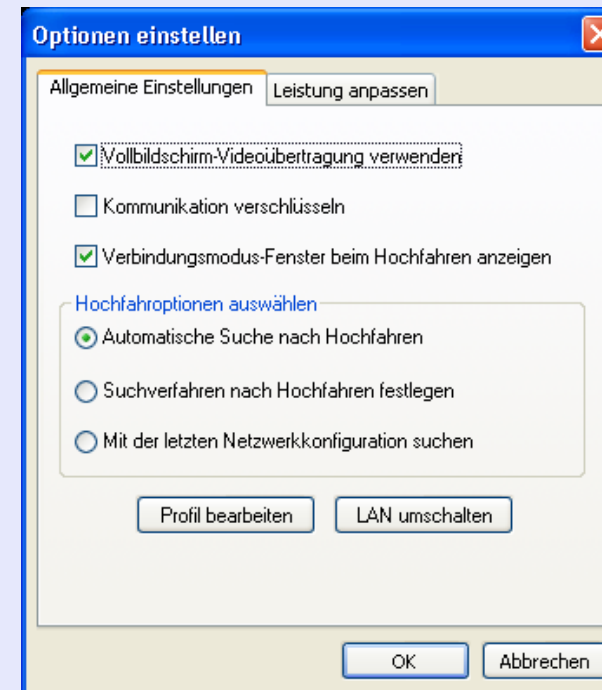 Optionen einstellen
Allgemeine Einstellungen
Leistung anpassen
Vollbildschirm-Videoübertragung verwenden
Kommunikation verschlüsseln
Verbindungsmodus-Fenster beim Hochfahren anzeigen
Hochfahroptionen auswählen
Automatische Suche nach Hochfahren
Suchverfahren nach Hochfahren festlegen
Mit der letzten Netzwerkkonfiguration suchen
Profil bearbeiten
LAN umschalten
OK
Abbrechen